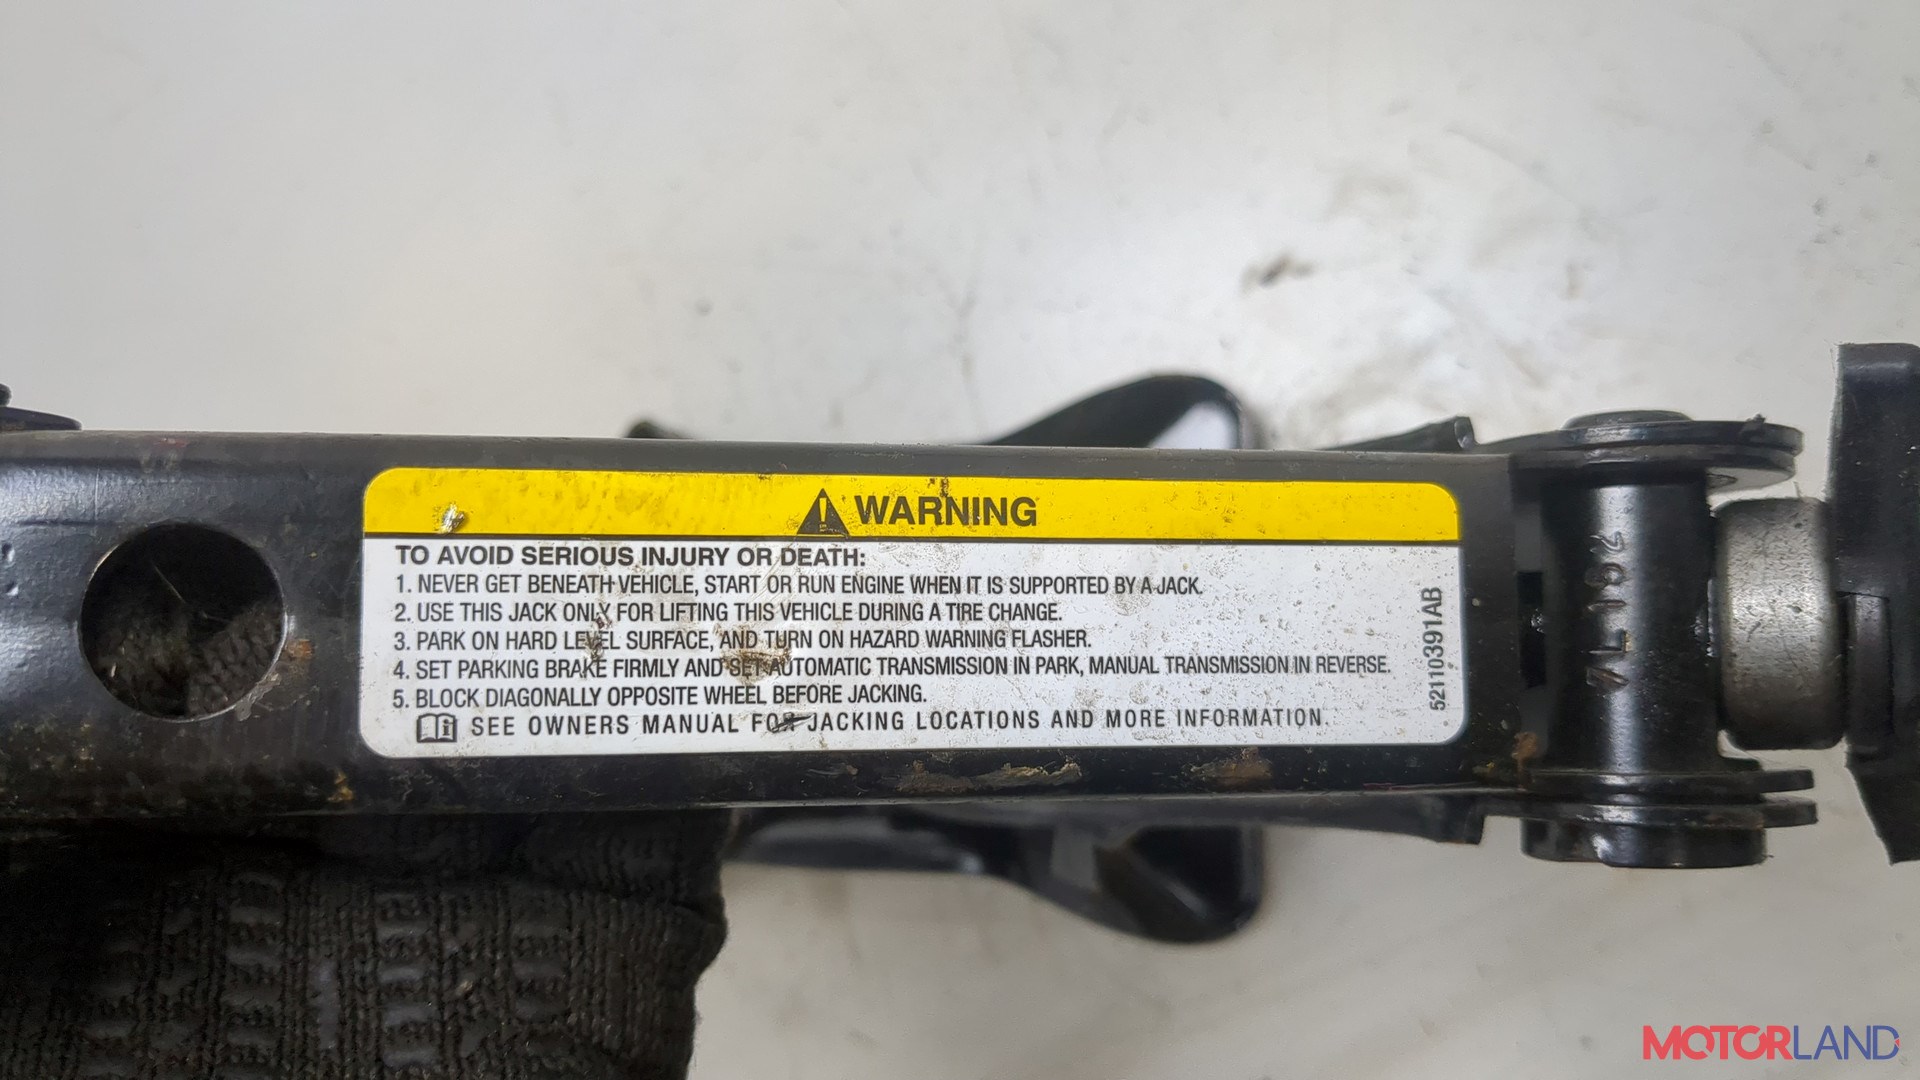 WARNING
TO AVOID SERIOUS INJURY OR DEATH:
1. NEVER GET BENEATH VEHICLE, START OR RUN ENGINE WHEN IT IS SUPPORTED BY A JACK.
2. USE THIS JACK ONLY FOR LIFTING THIS VEHICLE DURING A TIRE CHANGE.
3. PARK ON HARD LEVEL SURFACE, AND TURN ON HAZARD WARNING FLASHER.
4. SET PARKING BRAKE FIRMLY AND SET AUTOMATIC TRANSMISSION IN PARK, MANUAL TRANSMISSION IN REVERSE.
5. BLOCK DIAGONALLY OPPOSITE WHEEL BEFORE JACKING.
SEE OWNERS MANUAL FOR JACKING LOCATIONS AND MORE INFORMATION.
52110391AB
MOTORLAND